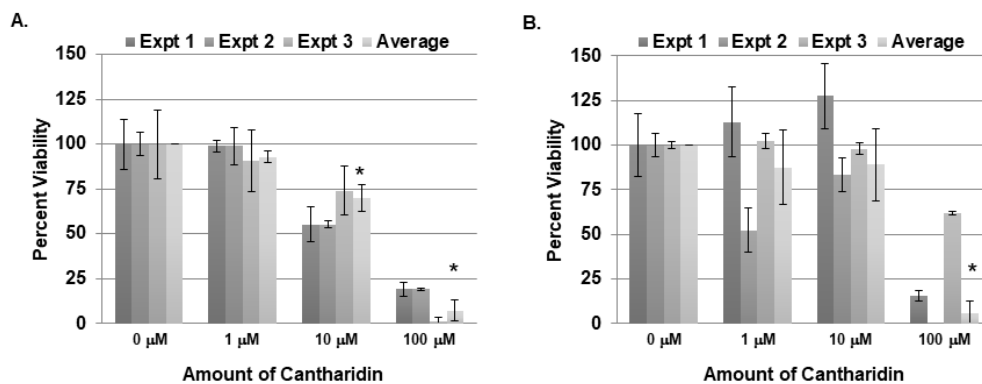 A.
Expt 1 Expt 2 Expt 3 Average
150
125
100
75
50
25
0
Percent Viability
*
*
0 μM 1 μM 10 μM 100 μM
Amount of Cantharidin
B.
Expt 1 Expt 2 Expt 3 Average
150
125
100
75
50
25
0
Percent Viability
*
0 μM 1 μM 10 μM 100 μM
Amount of Cantharidin